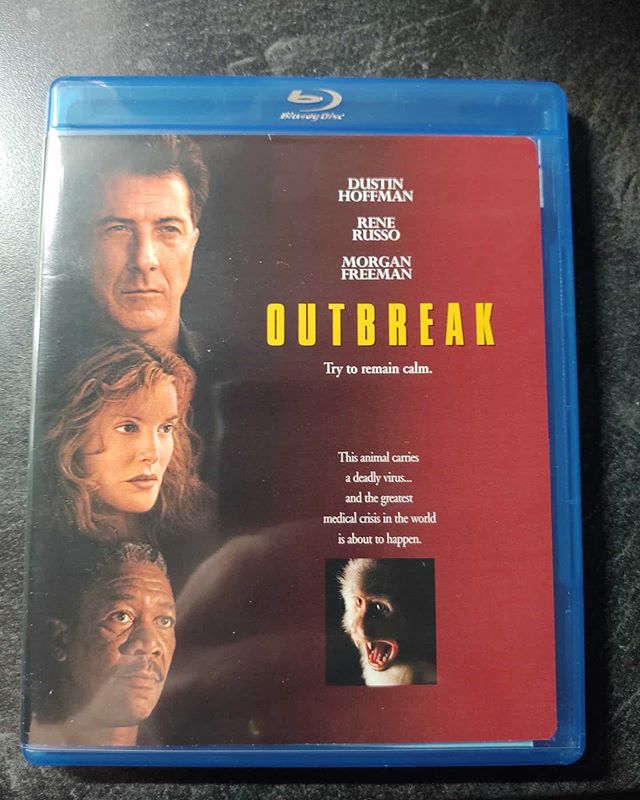 Blu-ray Disc
DUSTIN
HOFFMAN
RENE
RUSSO
MORGAN
FREEMAN
OUTBREAK
Try to remain calm.
This animal carries
a deadly virus...
and the greatest
medical crisis in the world
is about to happen.